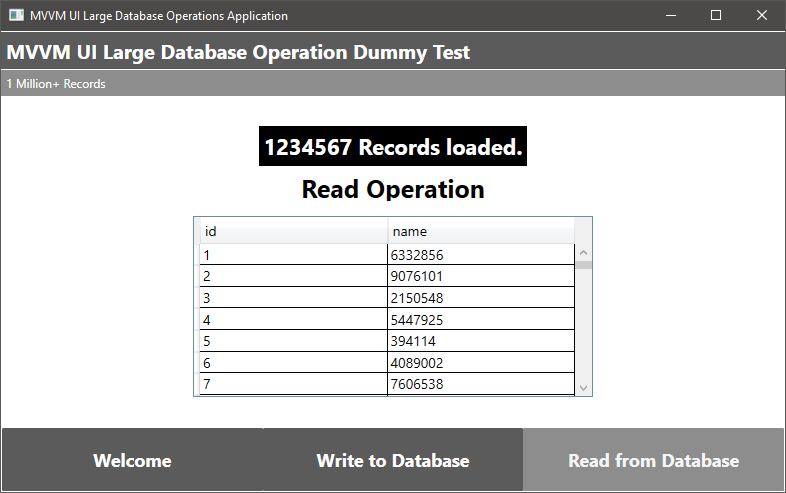 MVVM UI Large Database Operations Application
MVVM UI Large Database Operation Dummy Test
1 Million+ Records
1234567 Records loaded.
Read Operation
id name
1 6332856
2 9076101
3 2150548
4 5447925
5 394114
6 4089002
7 7606538
Welcome Write to Database Read from Database